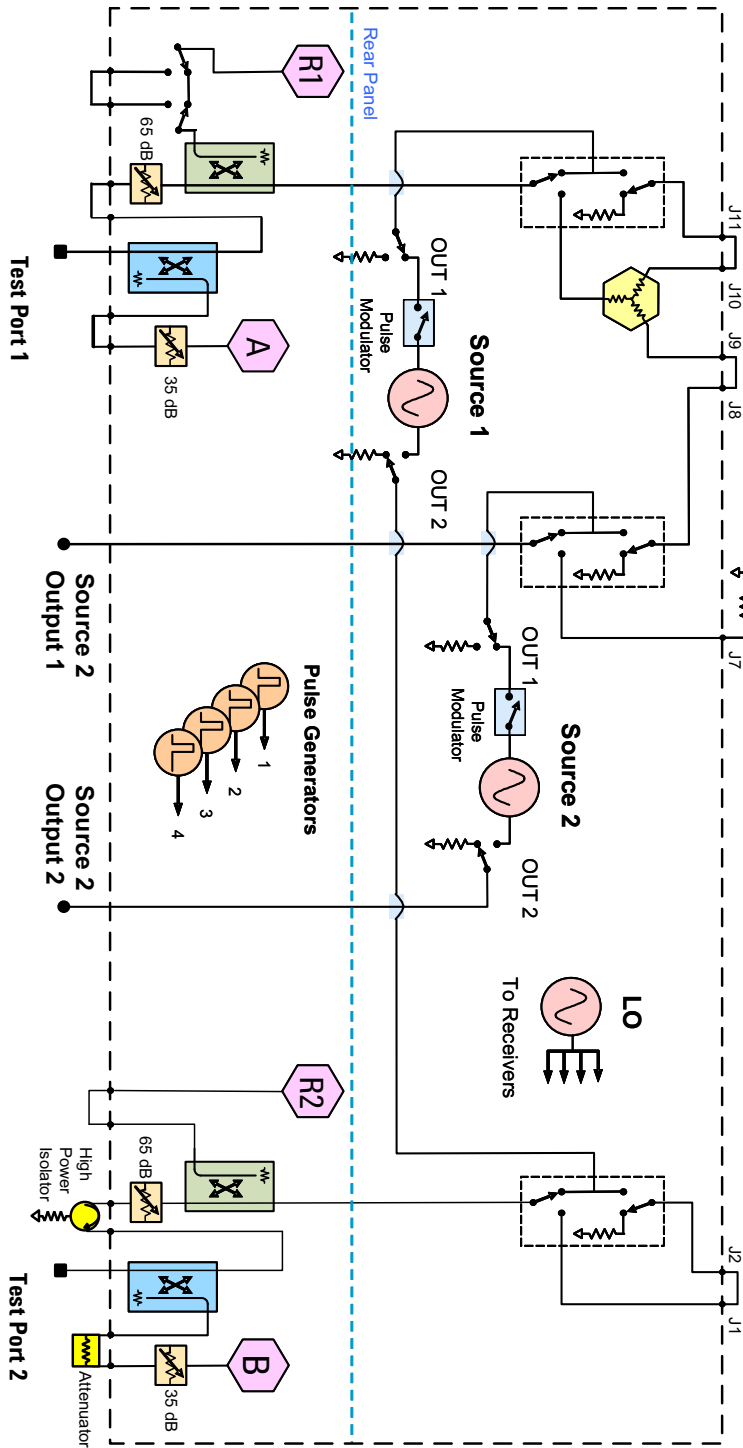 J11
J10
J9
J8
J7
J2
J1
Rear Panel
R1
65 dB
Test Port 1
A
35 dB
OUT 1
Pulse
Modulator
Source 1
OUT 2
OUT 1
Pulse
Modulator
Source 2
OUT 2
LO
To Receivers
Source 2
Output 1
Pulse Generators
1
2
3
4
Source 2
Output 2
R2
65 dB
High
Power
Isolator
Test Port 2
B
35 dB
Attenuator